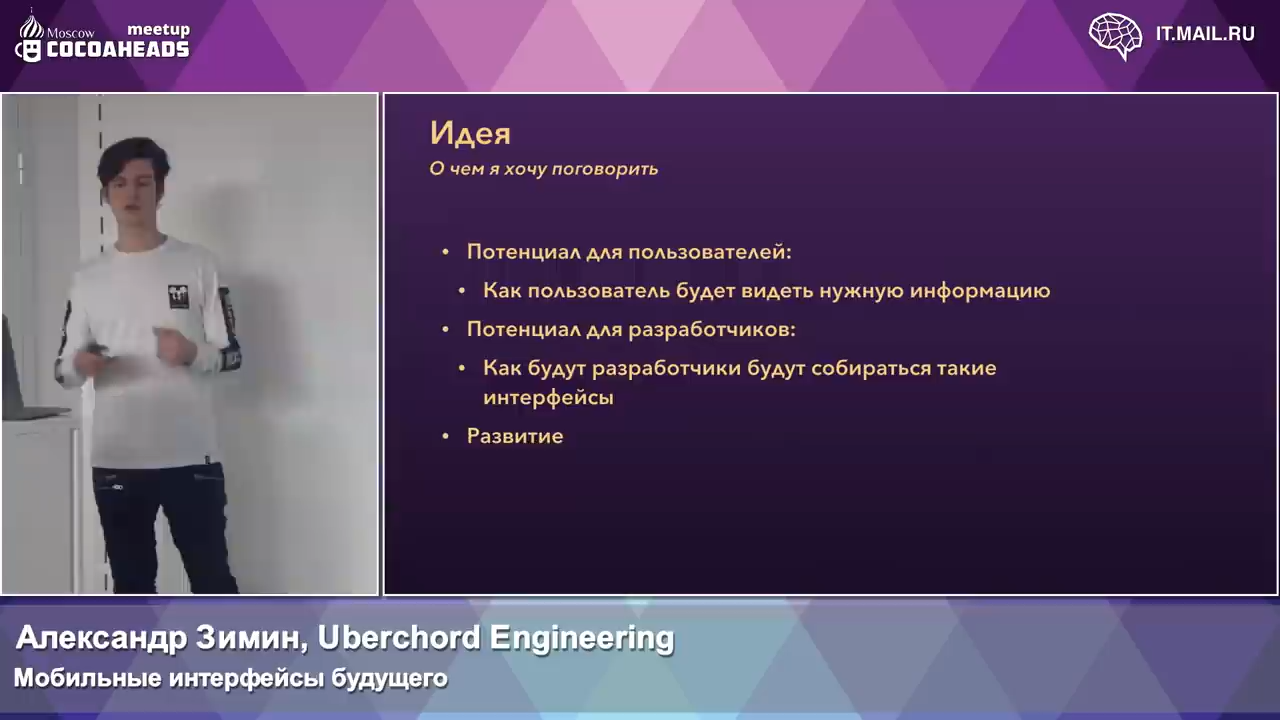 Moscow
meetup
COCOAHEADS
IT.MAIL.RU
Идея
О чем я хочу поговорить
• Потенциал для пользователей:
• Как пользователь будет видеть нужную информацию
• Потенциал для разработчиков:
• Как будут разработчики будут собираться такие
интерфейсы
• Развитие
Александр Зимин, Uberchord Engineering
Мобильные интерфейсы будущего